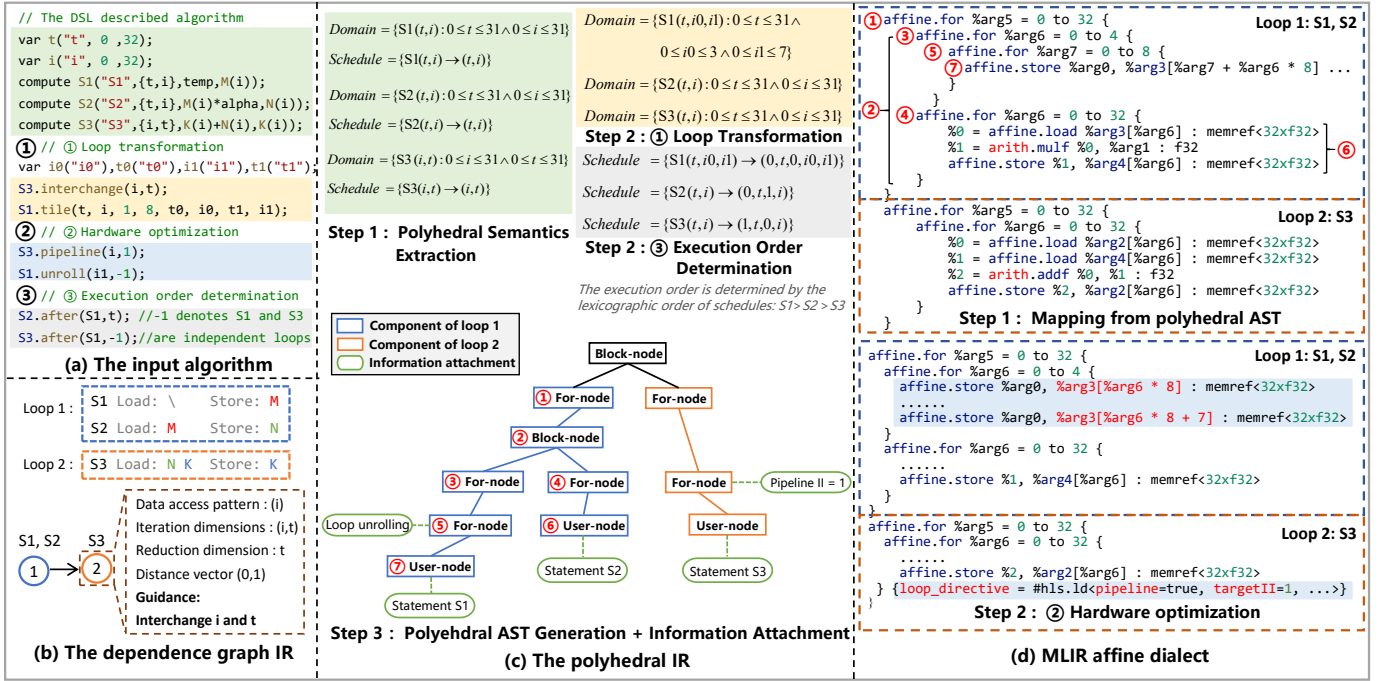 // The DSL described algorithm
var t("t", 0 ,32);
var i("i", 0 ,32);
compute S1("S1",{t,i},temp,M(i));
compute S2("S2",{t,i},M(i)*alpha,N(i));
compute S3("S3",{i,t},K(i)+N(i),K(i));
① // ① Loop transformation
var i0("i0"),t0("t0"),i1("i1"),t1("t1");
S3.interchange(i,t);
S1.tile(t, i, 1, 8, t0, i0, t1, i1);
② // ② Hardware optimization
S3.pipeline(i,1);
S1.unroll(i1,-1);
③ // ③ Execution order determination
S2.after(S1,t); //-1 denotes S1 and S3
S3.after(S1,-1);//are independent loops
(a) The input algorithm
Loop 1 :
S1 Load: \ Store: M
S2 Load: M Store: N
Loop 2 :
S3 Load: N K Store: K
S1, S2
S3
1
2
Data access pattern : (i)
Iteration dimensions : (i,t)
Reduction dimension : t
Distance vector (0,1)
Guidance:
Interchange i and t
(b) The dependence graph IR
Domain = {S1(t,i) : 0 ≤ t ≤ 31 ∧ 0 ≤ i ≤ 31}
Schedule = {S1(t,i) → (t,i)}
Domain = {S2(t,i) : 0 ≤ t ≤ 31 ∧ 0 ≤ i ≤ 31}
Schedule = {S2(t,i) → (t,i)}
Domain = {S3(i,t) : 0 ≤ i ≤ 31 ∧ 0 ≤ t ≤ 31}
Schedule = {S3(i,t) → (i,t)}
Step 1 : Polyhedral Semantics
Extraction
Domain = {S1(t,i0,i1) : 0 ≤ t ≤ 31 ∧
0 ≤ i0 ≤ 3 ∧ 0 ≤ i1 ≤ 7}
Domain = {S2(t,i) : 0 ≤ t ≤ 31 ∧ 0 ≤ i ≤ 31}
Domain = {S3(t,i) : 0 ≤ t ≤ 31 ∧ 0 ≤ i ≤ 31}
Step 2 : ① Loop Transformation
Schedule = {S1(t,i0,i1) → (0,t,0,i0,i1)}
Schedule = {S2(t,i) → (0,t,1,i)}
Schedule = {S3(t,i) → (1,t,0,i)}
Step 2 : ③ Execution Order
Determination
The execution order is determined by the
lexicographic order of schedules: S1> S2 > S3
Component of loop 1
Component of loop 2
Information attachment
Block-node
① For-node
For-node
② Block-node
③ For-node
④ For-node
For-node
Pipeline II = 1
Loop unrolling
⑤ For-node
⑥ User-node
User-node
⑦ User-node
Statement S2
Statement S3
Statement S1
Step 3 : Polyehdral AST Generation + Information Attachment
(c) The polyhedral IR
① affine.for %arg5 = 0 to 32 {
Loop 1: S1, S2
③ affine.for %arg6 = 0 to 4 {
⑤ affine.for %arg7 = 0 to 8 {
⑦ affine.store %arg0, %arg3[%arg7 + %arg6 * 8] ...
}
}
②
④ affine.for %arg6 = 0 to 32 {
%0 = affine.load %arg3[%arg6] : memref<32xf32>
%1 = arith.mulf %0, %arg1 : f32
⑥
affine.store %1, %arg4[%arg6] : memref<32xf32>
}
}
affine.for %arg5 = 0 to 32 {
Loop 2: S3
affine.for %arg6 = 0 to 32 {
%0 = affine.load %arg2[%arg6] : memref<32xf32>
%1 = affine.load %arg4[%arg6] : memref<32xf32>
%2 = arith.addf %0, %1 : f32
affine.store %2, %arg2[%arg6] : memref<32xf32>
}
}
Step 1 : Mapping from polyhedral AST
affine.for %arg5 = 0 to 32 {
Loop 1: S1, S2
affine.for %arg6 = 0 to 4 {
affine.store %arg0, %arg3[%arg6 * 8] : memref<32xf32>
......
affine.store %arg0, %arg3[%arg6 * 8 + 7] : memref<32xf32>
}
affine.for %arg6 = 0 to 32 {
......
affine.store %1, %arg4[%arg6] : memref<32xf32>
}
}
affine.for %arg5 = 0 to 32 {
Loop 2: S3
affine.for %arg6 = 0 to 32 {
......
affine.store %2, %arg2[%arg6] : memref<32xf32>
} {loop_directive = #hls.ld<pipeline=true, targetII=1, ...>}
}
Step 2 : ② Hardware optimization
(d) MLIR affine dialect